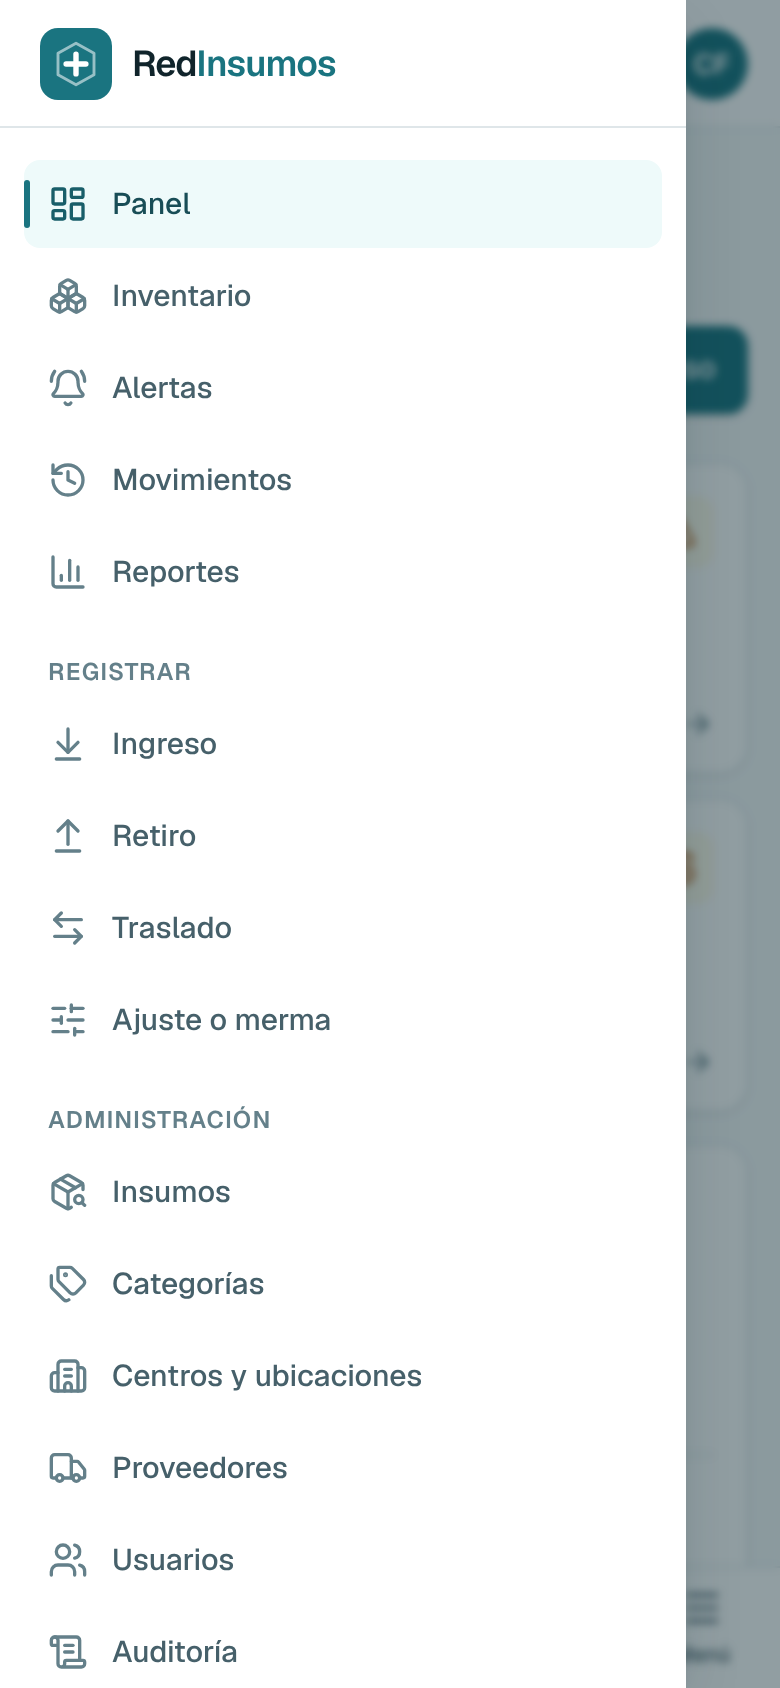 RedInsumos
CF
Panel
Inventario
Alertas
Movimientos
Reportes
REGISTRAR
Ingreso
Retiro
Traslado
Ajuste o merma
ADMINISTRACIÓN
Insumos
Categorías
Centros y ubicaciones
Proveedores
Usuarios
Auditoría